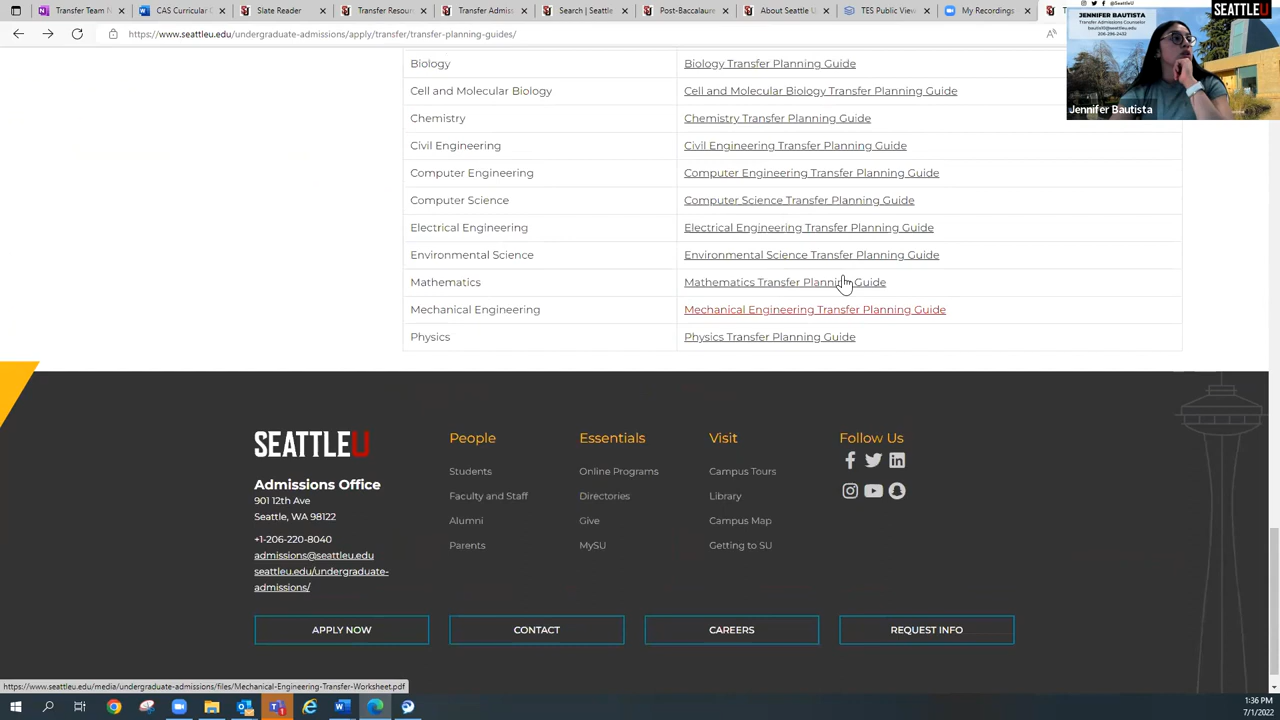 Transfer Team N
CAS Curricular
Slate Reader
Transfer Resour
Transfer Admis
Search | Seattle
Post-Baccalaure
About Seattle U
Public View
My Recordings
https://www.seattleu.edu/undergraduate-admissions/apply/transfer/
planning-guides/
@SeattleU
SEATTLEU
JENNIFER BAUTISTA
Transfer Admissions Counselor
206-296-2432
Jennifer Bautista
Biology
Biology Transfer Planning Guide
Cell and Molecular Biology
Cell and Molecular Biology Transfer Planning Guide
Chemistry
Chemistry Transfer Planning Guide
Civil Engineering
Civil Engineering Transfer Planning Guide
Computer Engineering
Computer Engineering Transfer Planning Guide
Computer Science
Computer Science Transfer Planning Guide
Electrical Engineering
Electrical Engineering Transfer Planning Guide
Environmental Science
Environmental Science Transfer Planning Guide
Mathematics
Mathematics Transfer Planning Guide
Mechanical Engineering
Mechanical Engineering Transfer Planning Guide
Physics
Physics Transfer Planning Guide
SEATTLEU
Admissions Office
901 12th Ave
Seattle, WA 98122
+1-206-220-8040
admissions@seattleu.edu
seattleu.edu/undergraduate-
admissions/
People
Students
Faculty and Staff
Alumni
Parents
Essentials
Online Programs
Directories
Give
MySU
Visit
Campus Tours
Library
Campus Map
Getting to SU
Follow Us
APPLY NOW
CONTACT
CAREERS
REQUEST INFO
https://www.seattleu.edu/media/undergraduate-admissions/files/Mechanical-Engineering-Transfer-Worksheet.pdf
1:36 PM
7/1/2022